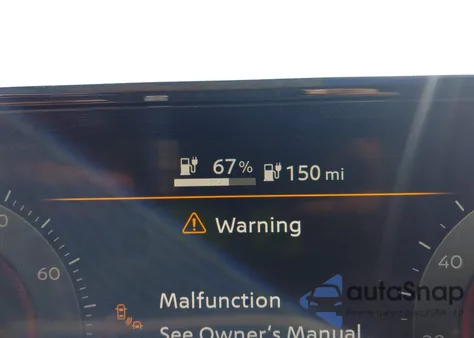 67% 150 mi
Warning
60
40
Malfunction
See Owner's Manual
autoSnap